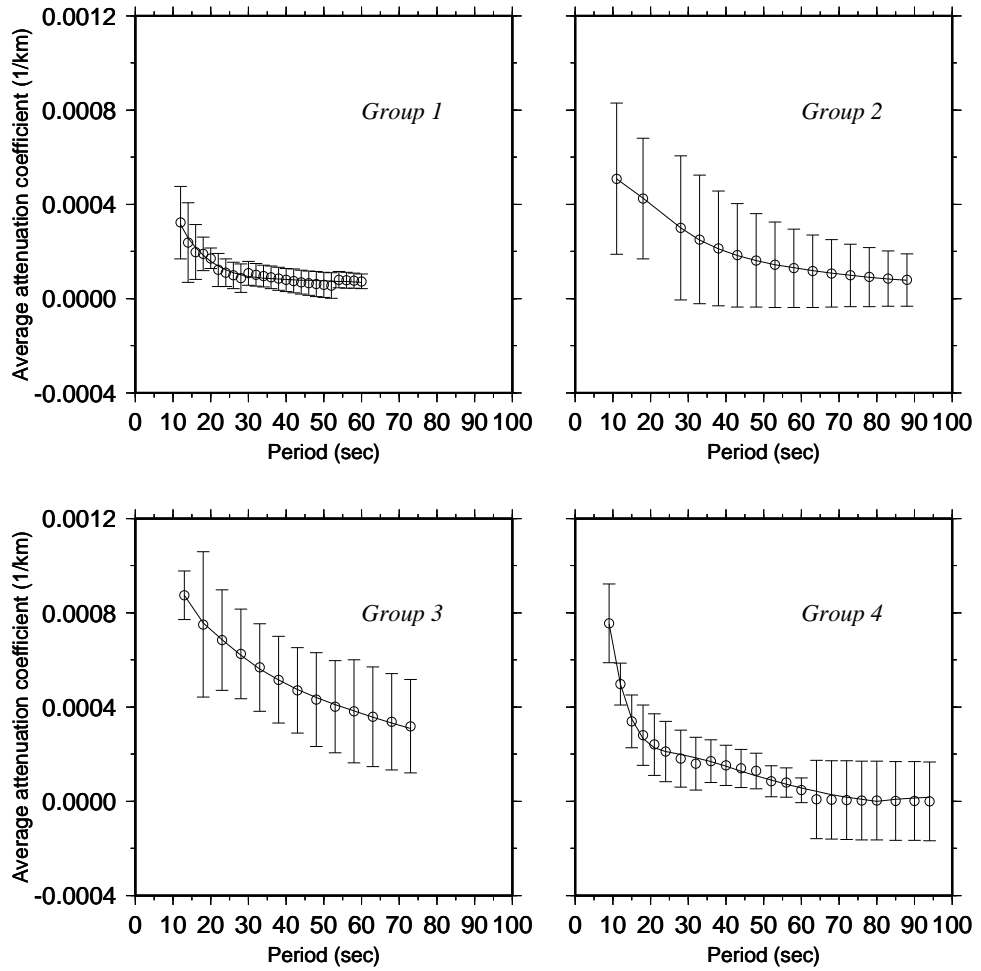 0.0012
0.0008
0.0004
0.0000
-0.0004
Average attenuation coefficient (1/km)
Group 1
0 10 20 30 40 50 60 70 80 90 100
Period (sec)
Group 2
0 10 20 30 40 50 60 70 80 90 100
Period (sec)
0.0012
0.0008
0.0004
0.0000
-0.0004
Average attenuation coefficient (1/km)
Group 3
0 10 20 30 40 50 60 70 80 90 100
Period (sec)
Group 4
0 10 20 30 40 50 60 70 80 90 100
Period (sec)